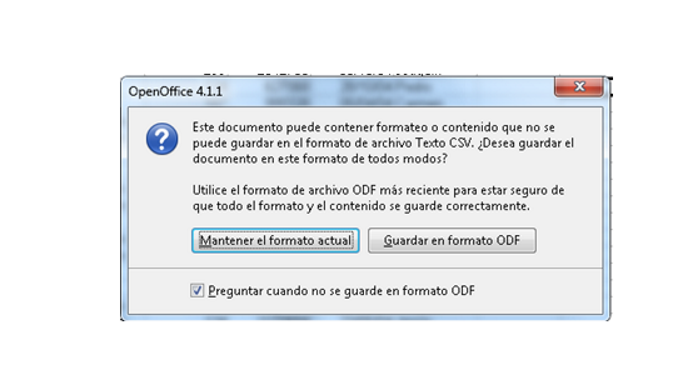 OpenOffice 4.1.1
Este documento puede contener formateo o contenido que no se
puede guardar en el formato de archivo Texto CSV. ¿Desea guardar el
documento en este formato de todos modos?
Utilice el formato de archivo ODF más reciente para estar seguro de
que todo el formato y el contenido se guarde correctamente.
Mantener el formato actual
Guardar en formato ODF
Preguntar cuando no se guarde en formato ODF